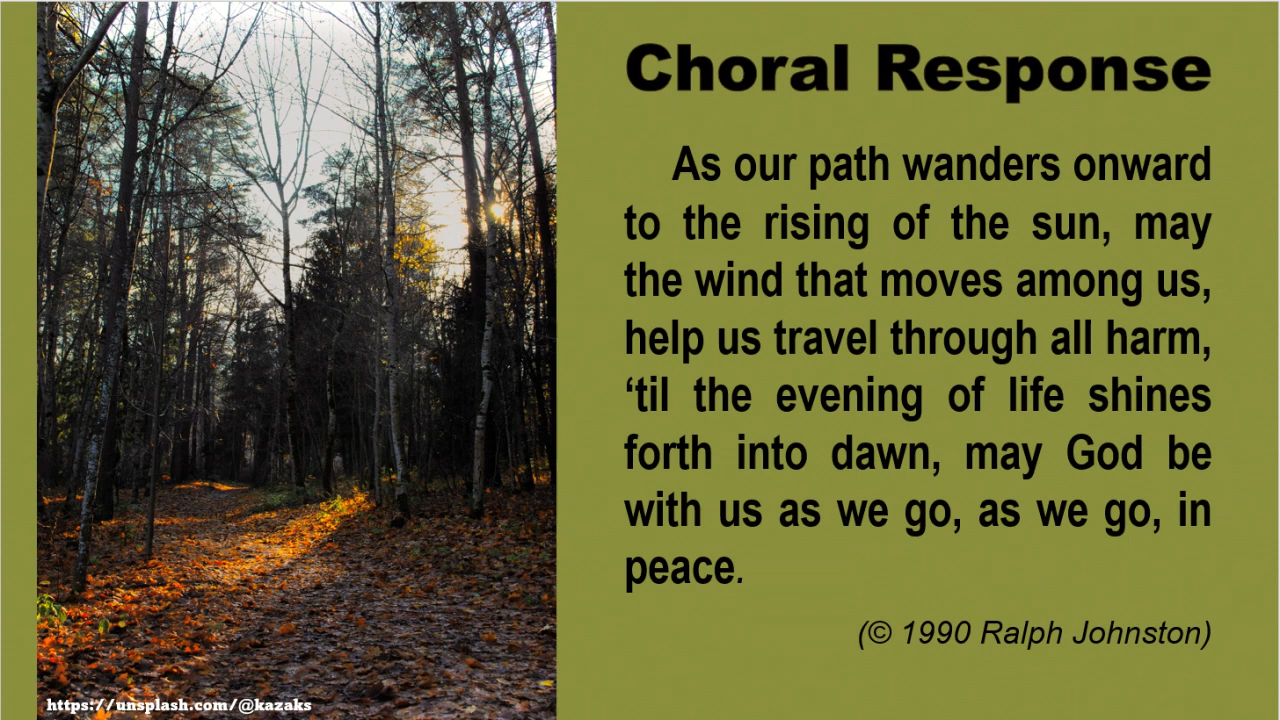 Choral Response
As our path wanders onward
to the rising of the sun, may
the wind that moves among us,
help us travel through all harm,
‘til the evening of life shines
forth into dawn, may God be
with us as we go, as we go, in
peace.
(© 1990 Ralph Johnston)
https://unsplash.com/@kazaks